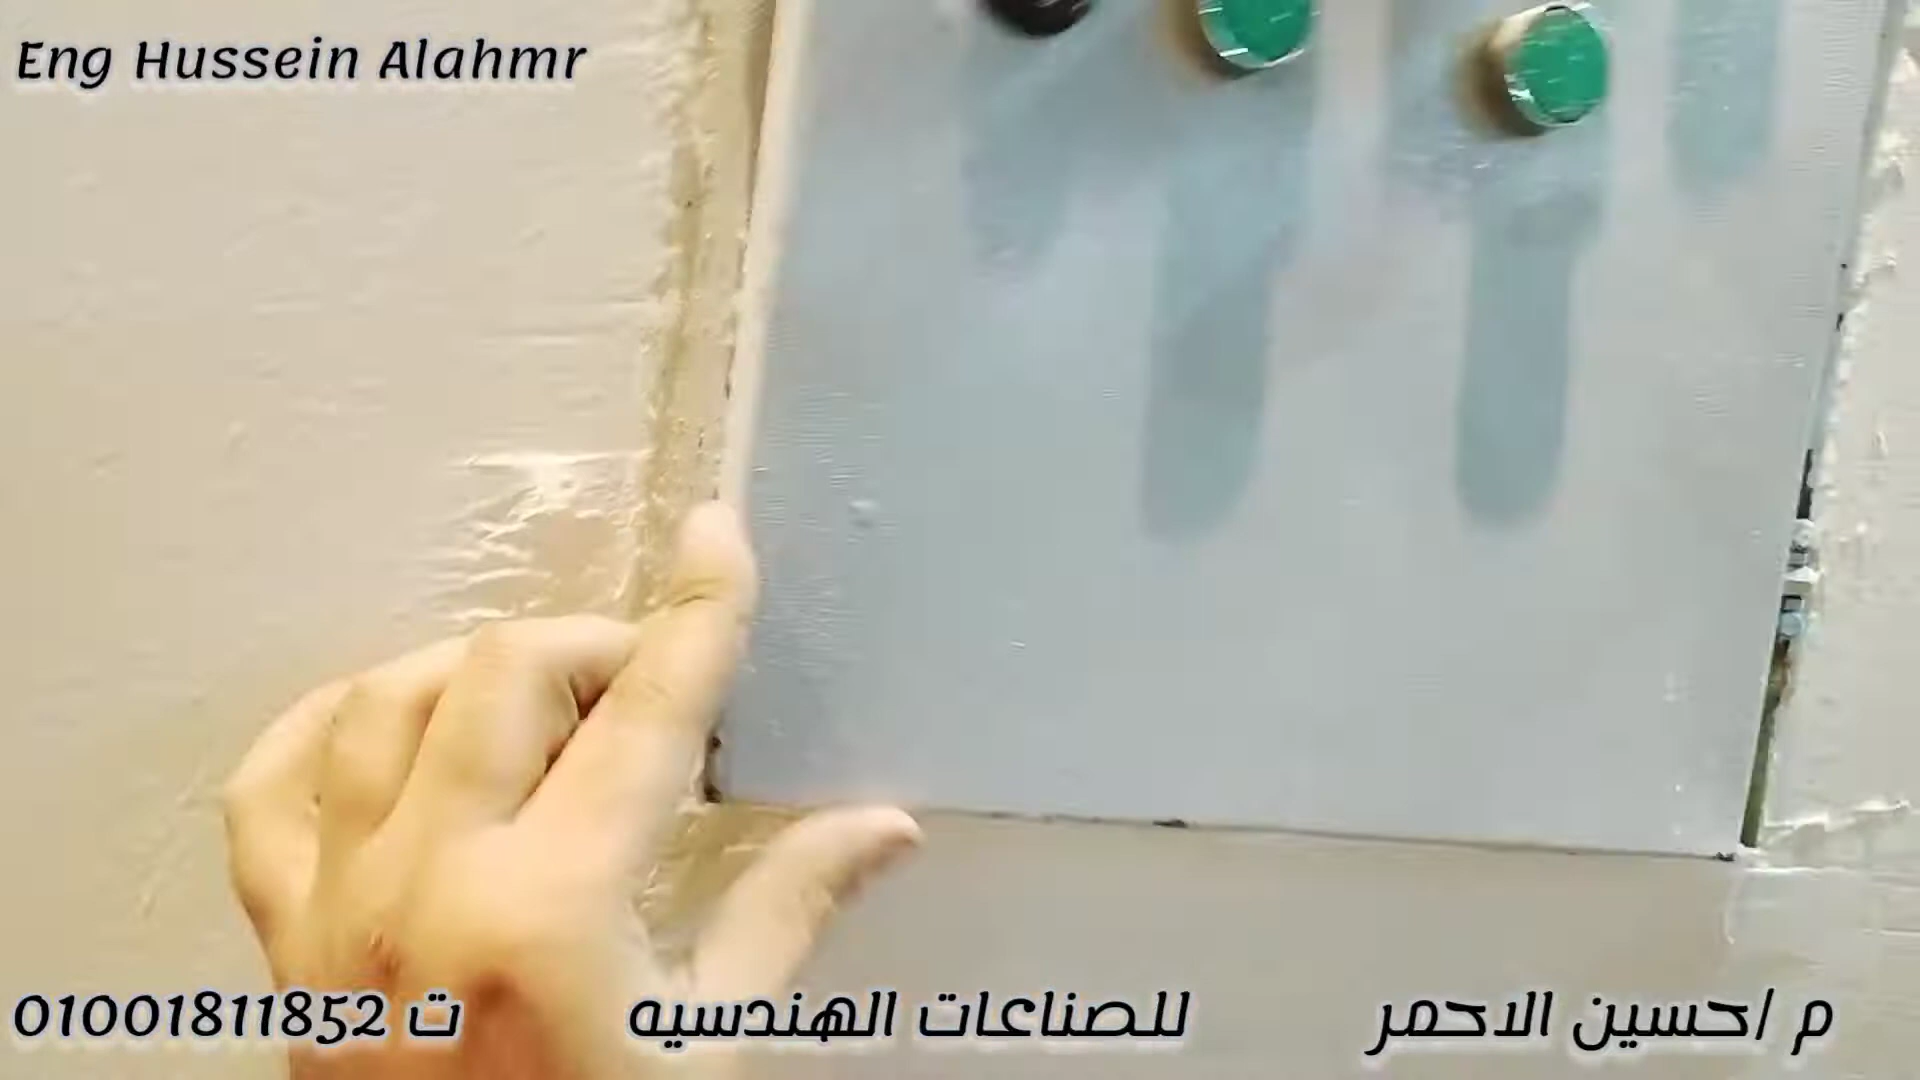 Eng Hussein Alahmr
م /حسين الاحمر
للصناعات الهندسيه
ت 01001811852